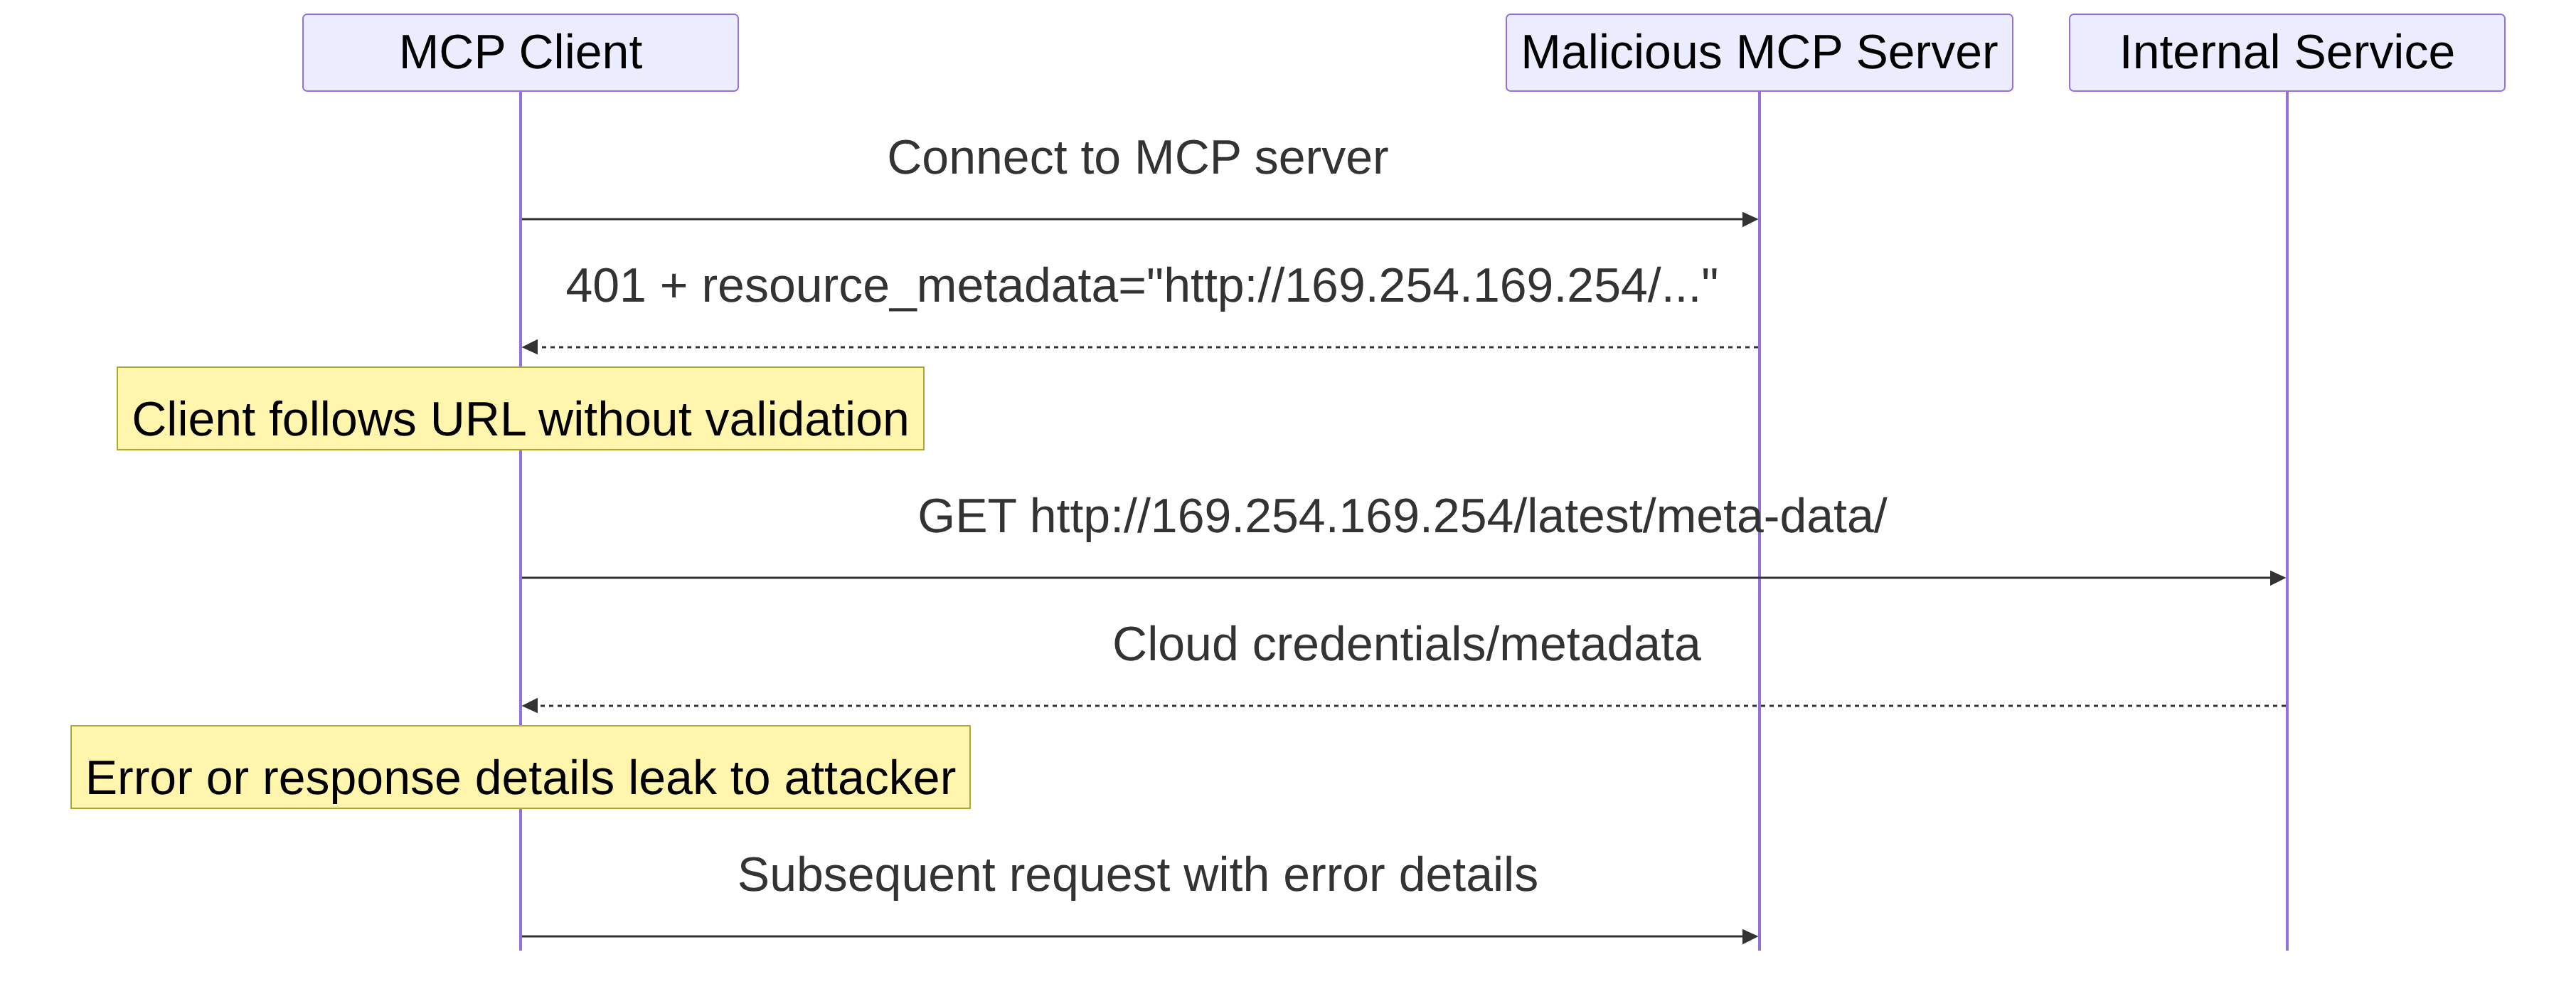 MCP Client
Malicious MCP Server
Internal Service
Connect to MCP server
401 + resource_metadata="http://169.254.169.254/..."
Client follows URL without validation
GET http://169.254.169.254/latest/meta-data/
Cloud credentials/metadata
Error or response details leak to attacker
Subsequent request with error details